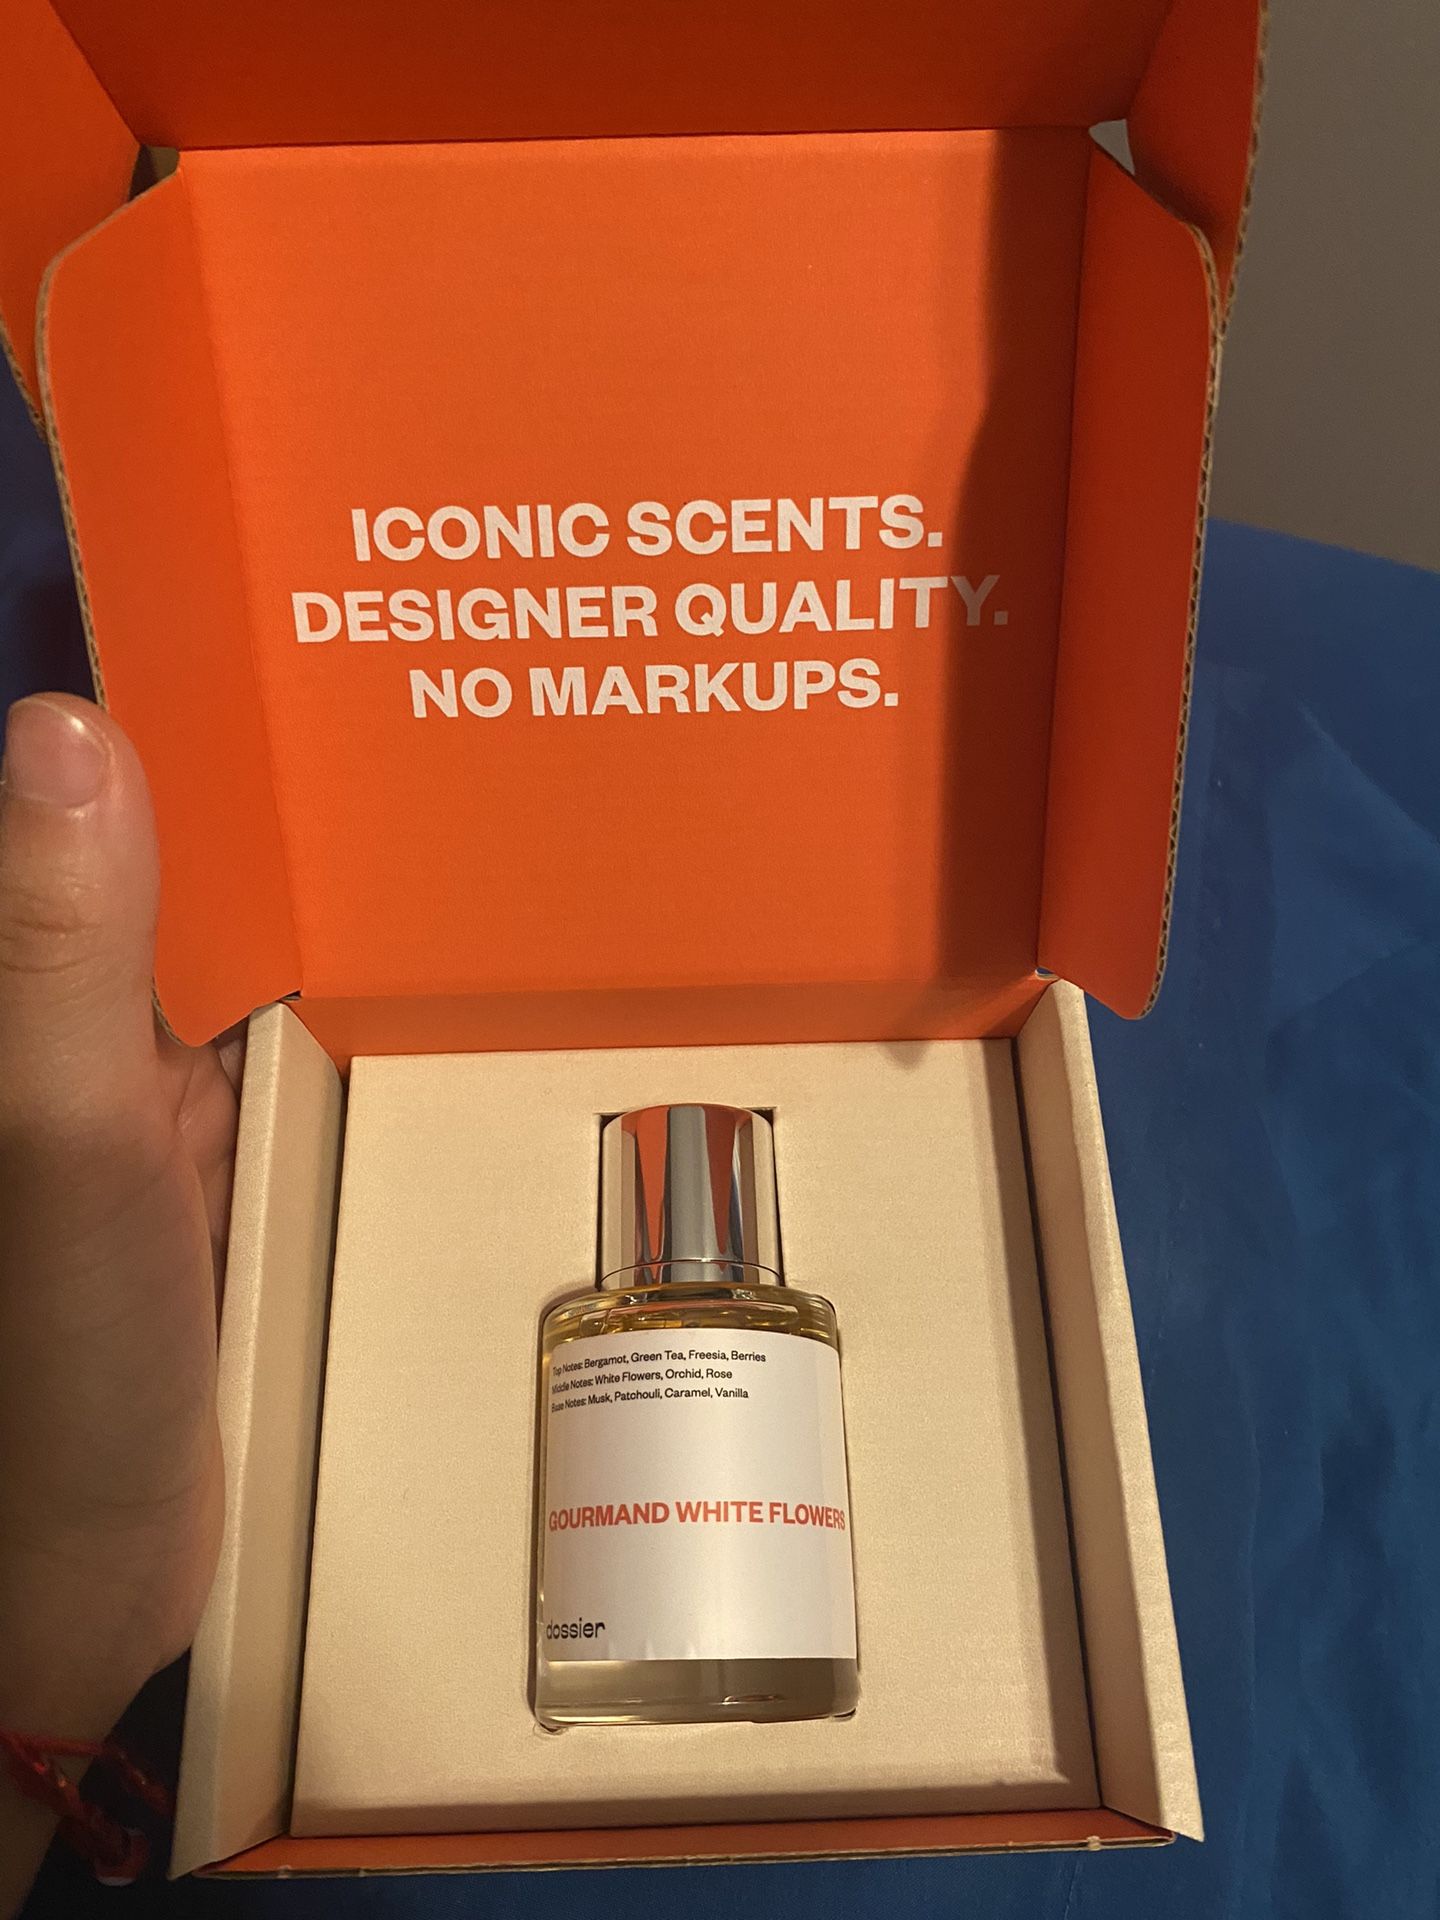 ICONIC SCENTS.
DESIGNER QUALITY.
NO MARKUPS.
Top Notes: Bergamot, Green Tea, Freesia, Berries
Middle Notes: White Flowers, Orchid, Rose
Base Notes: Musk, Patchouli, Caramel, Vanilla
GOURMAND WHITE FLOWERS
dossier